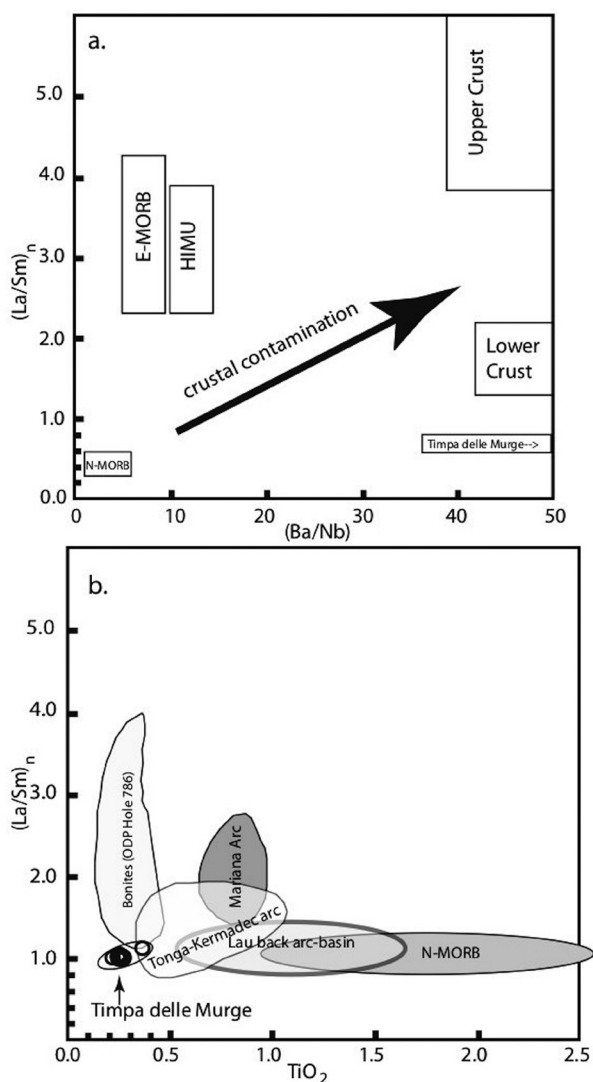 a.
5.0
4.0
3.0
2.0
1.0
0.0
(La/Sm)n
E-MORB
HIMU
N-MORB
crustal contamination
Upper Crust
Lower
Crust
Timpa delle Murge-->
0
10
20
30
40
50
(Ba/Nb)
b.
5.0
4.0
3.0
2.0
1.0
(La/Sm)n
Bonites (ODP Hole 786)
Mariana Arc
Tonga-Kermadec arc
Lau back arc-basin
N-MORB
Timpa delle Murge
0.0
0.5
1.0
1.5
2.0
2.5
TiO2